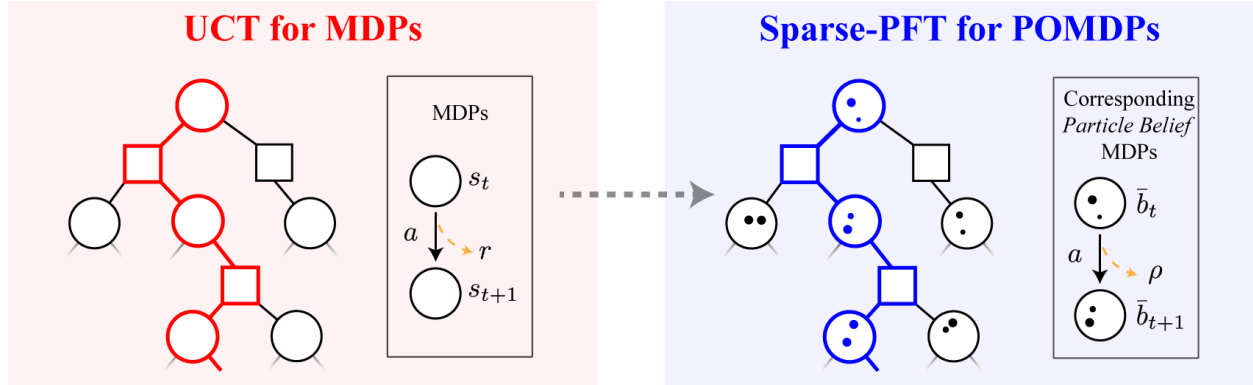 UCT for MDPs
MDPs
s_t
a
r
s_{t+1}
Sparse-PFT for POMDPs
Corresponding
Particle Belief
MDPs
b̄_t
a
ρ
b̄_{t+1}